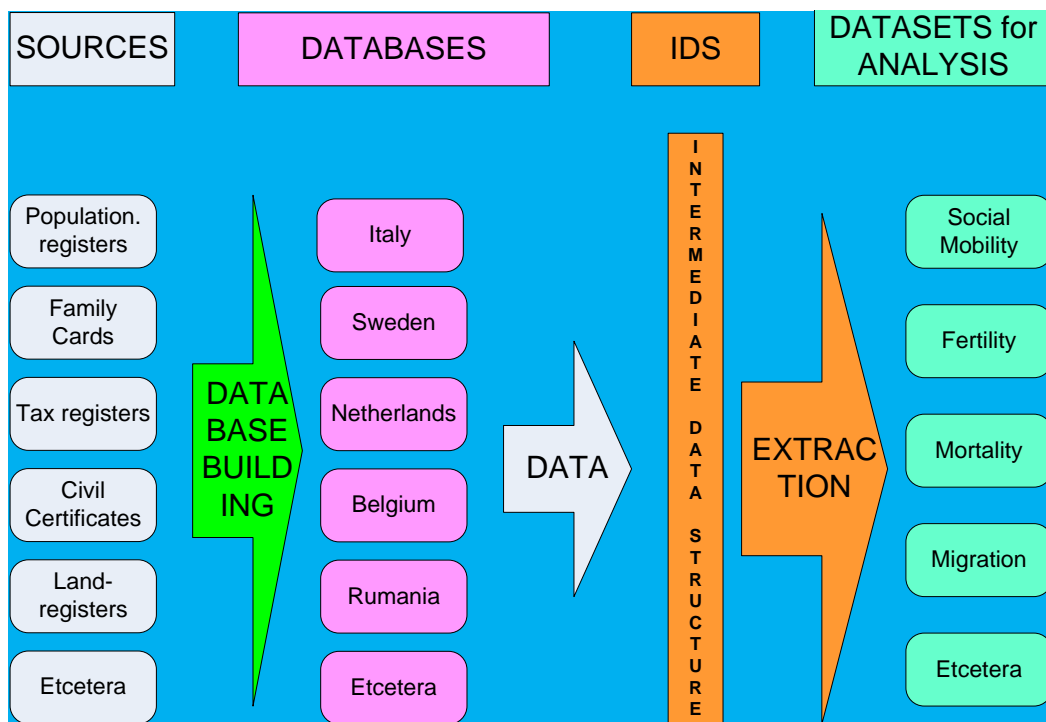 SOURCES
DATABASES
IDS
DATASETS for
ANALYSIS
Population.
registers
Family
Cards
Tax registers
Civil
Certificates
Land-
registers
Etcetera
DATA
BASE
BUILD
ING
Italy
Sweden
Netherlands
Belgium
Rumania
Etcetera
DATA
INTERMEDIATE DATA STRUCTURE
EXTRAC
TION
Social
Mobility
Fertility
Mortality
Migration
Etcetera